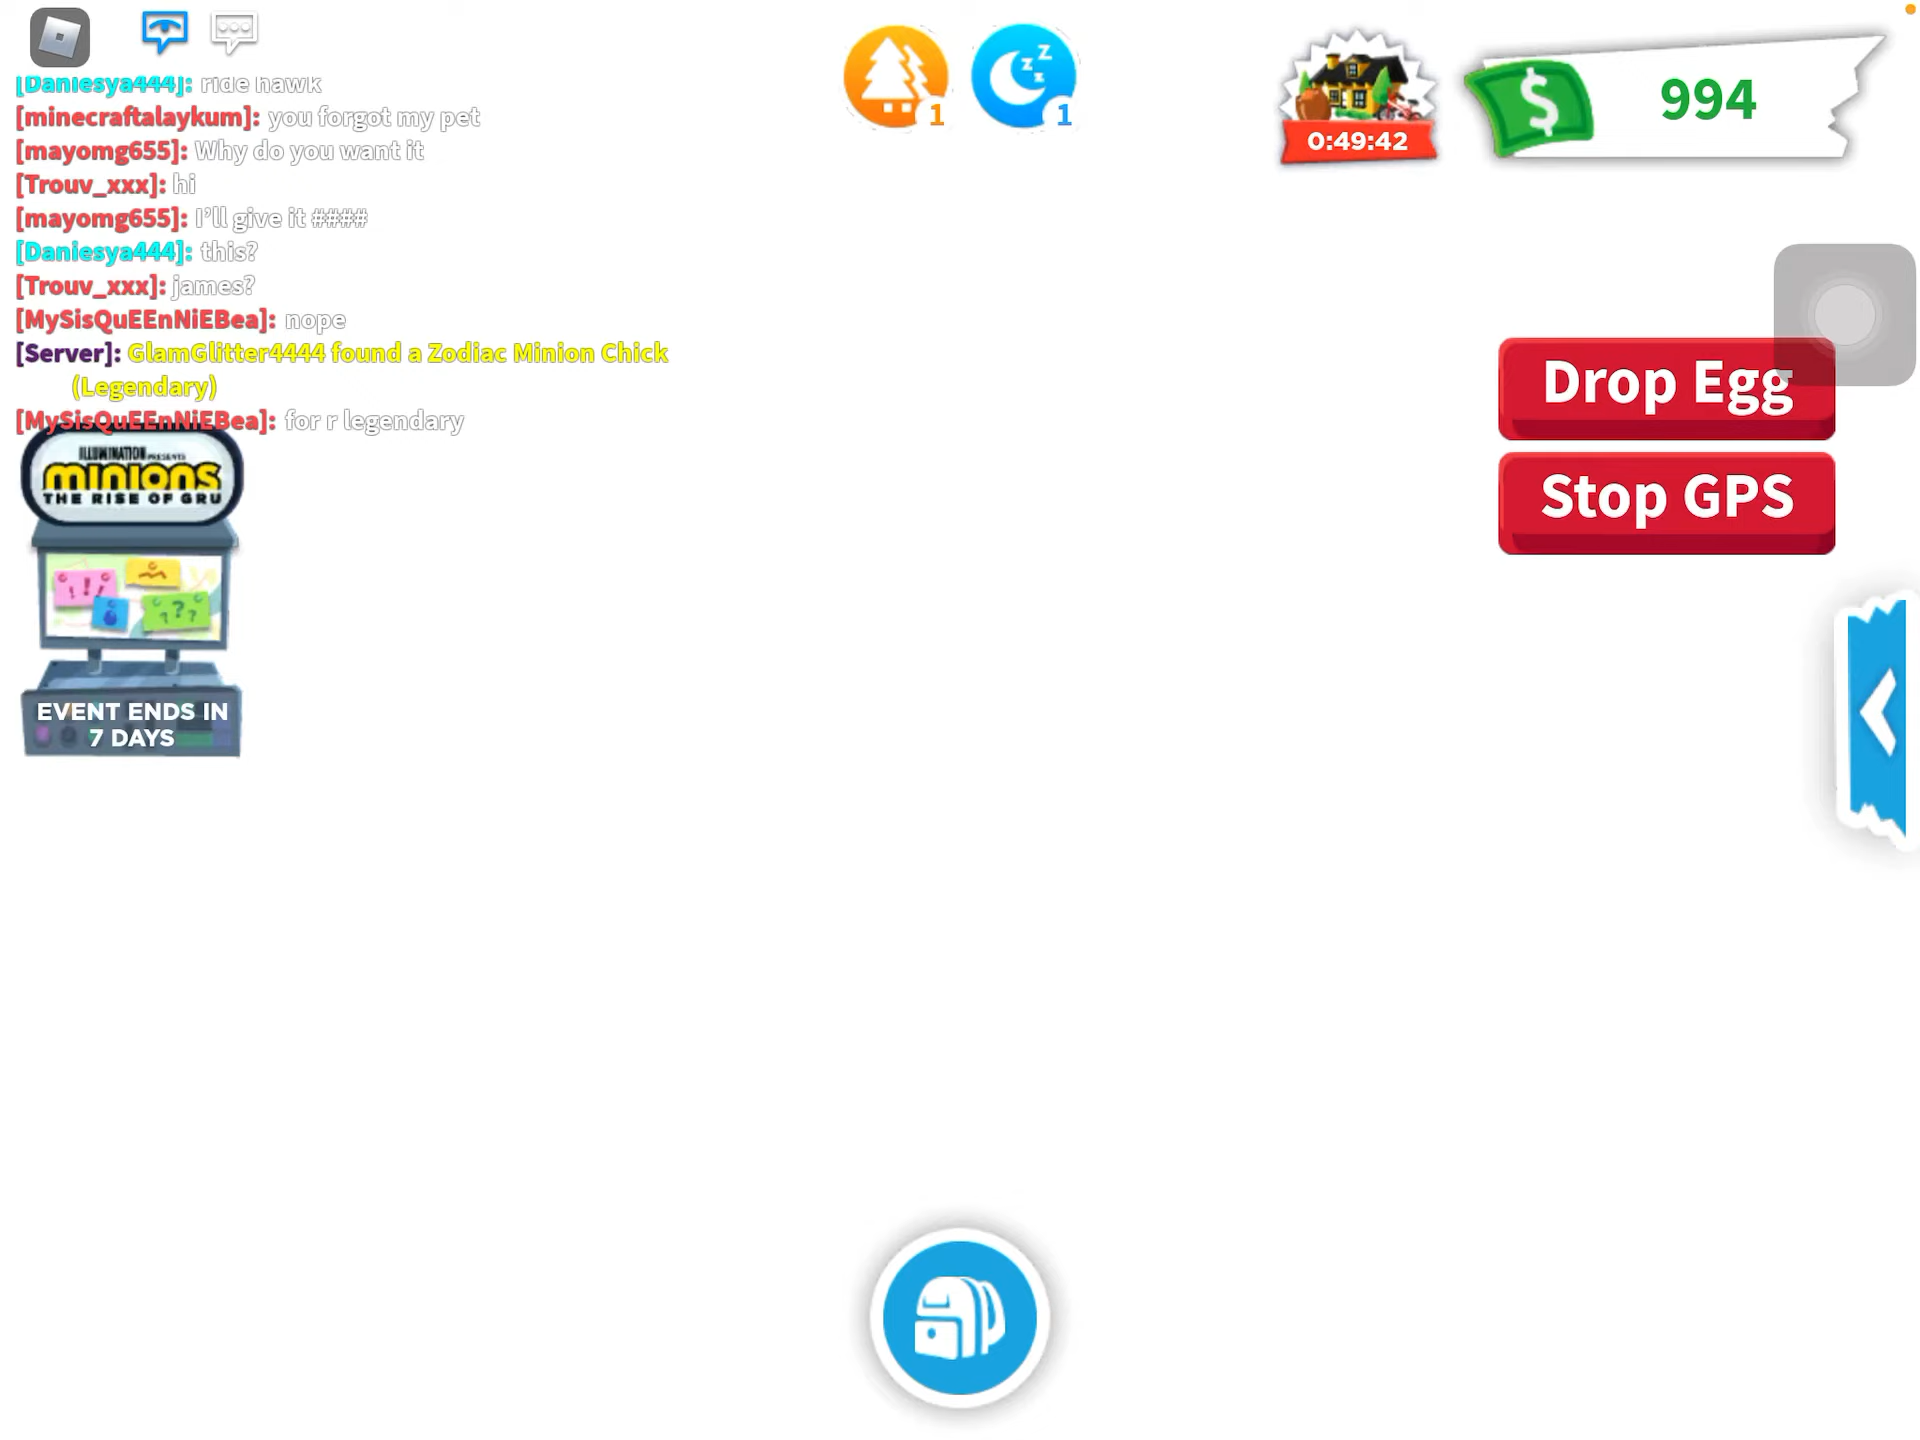 [Daniesya444]: ride hawk
[minecraftalaykum]: you forgot my pet
[mayomg655]: Why do you want it
[Trouv_xxx]: hi
[mayomg655]: I'll give it ####
[Daniesya444]: this?
[Trouv_xxx]: james?
[MySisQuEEnNiEBea]: nope
[Server]: GlamGlitter4444 found a Zodiac Minion Chick
(Legendary)
[MySisQuEEnNiEBea]: for r legendary
ILLUMINATION PRESENTS
minions
THE RISE OF GRU
! ! !
? ? ?
EVENT ENDS IN
7 DAYS
1
z z z
1
0:49:42
$
994
Drop Egg
Stop GPS